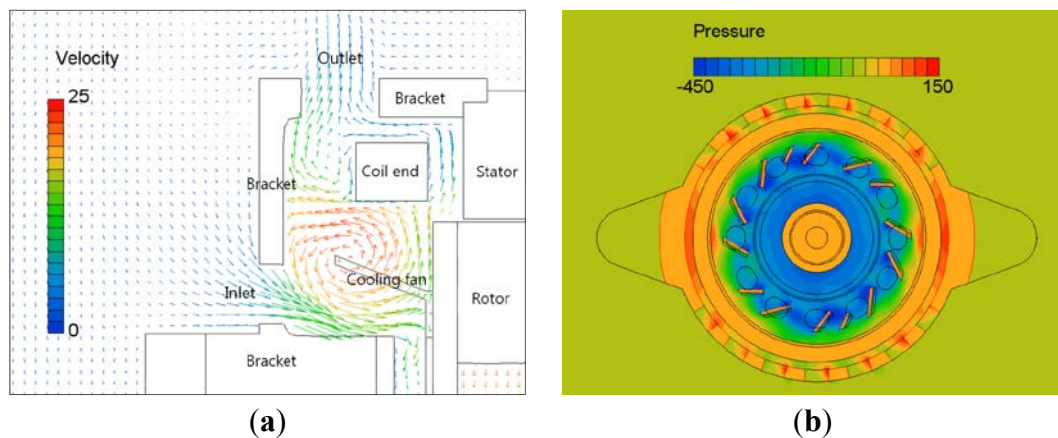 Velocity
25
0
Outlet
Bracket
Coil end
Stator
Bracket
Cooling fan
Inlet
Rotor
Bracket
(a)
Pressure
-450
150
(b)